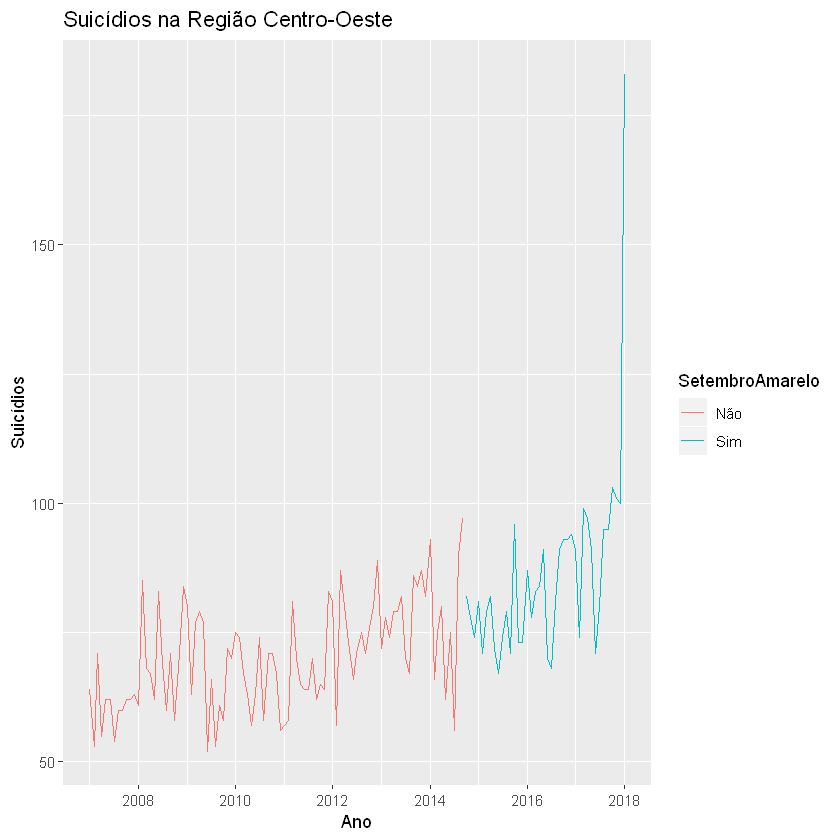 Suicídios na Região Centro-Oeste
150
100
50
Suicídios
2008
2010
2012
2014
2016
2018
Ano
SetembroAmarelo
Não
Sim